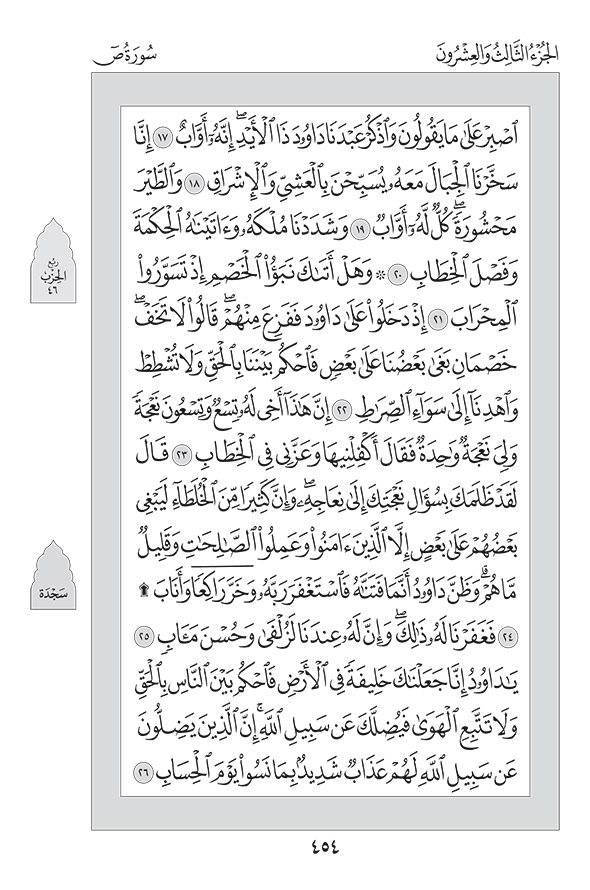 الجُزْءُ الثَّالِثُ وَالعِشْرُونَ
سُورَةُ صٓ
ٱصۡبِرۡ عَلَىٰ مَا يَقُولُونَ وَٱذۡكُرۡ عَبۡدَنَا دَاوُۥدَ ذَا ٱلۡأَيۡدِۖ إِنَّهُۥٓ أَوَّابٌ ١٧ إِنَّا
سَخَّرۡنَا ٱلۡجِبَالَ مَعَهُۥ يُسَبِّحۡنَ بِٱلۡعَشِيِّ وَٱلۡإِشۡرَاقِ ١٨ وَٱلطَّيۡرَ
مَحۡشُورَةٗۖ كُلّٞ لَّهُۥٓ أَوَّابٞ ١٩ وَشَدَدۡنَا مُلۡكَهُۥ وَءَاتَيۡنَٰهُ ٱلۡحِكۡمَةَ
وَفَصۡلَ ٱلۡخِطَابِ ٢٠ ۞ وَهَلۡ أَتَىٰكَ نَبَؤُاْ ٱلۡخَصۡمِ إِذۡ تَسَوَّرُواْ
ٱلۡمِحۡرَابَ ٢١ إِذۡ دَخَلُواْ عَلَىٰ دَاوُۥدَ فَفَزِعَ مِنۡهُمۡۖ قَالُواْ لَا تَخَفۡۖ
خَصۡمَانِ بَغَىٰ بَعۡضُنَا عَلَىٰ بَعۡضٖ فَٱحۡكُم بَيۡنَنَا بِٱلۡحَقِّ وَلَا تُشۡطِطۡ
وَٱهۡدِنَآ إِلَىٰ سَوَآءِ ٱلصِّرَٰطِ ٢٢ إِنَّ هَٰذَآ أَخِي لَهُۥ تِسۡعٞ وَتِسۡعُونَ نَعۡجَةٗ
وَلِيَ نَعۡجَةٞ وَٰحِدَةٞ فَقَالَ أَكۡفِلۡنِيهَا وَعَزَّنِي فِي ٱلۡخِطَابِ ٢٣ قَالَ
لَقَدۡ ظَلَمَكَ بِسُؤَالِ نَعۡجَتِكَ إِلَىٰ نِعَاجِهِۦۖ وَإِنَّ كَثِيرٗا مِّنَ ٱلۡخُلَطَآءِ لَيَبۡغِي
بَعۡضُهُمۡ عَلَىٰ بَعۡضٍ إِلَّا ٱلَّذِينَ ءَامَنُواْ وَعَمِلُواْ ٱلصَّٰلِحَٰتِ وَقَلِيلٞ
مَّا هُمۡۗ وَظَنَّ دَاوُۥدُ أَنَّمَا فَتَنَّٰهُ فَٱسۡتَغۡفَرَ رَبَّهُۥ وَخَرَّۤ رَاكِعٗاۤ وَأَنَابَ ۩
٢٤ فَغَفَرۡنَا لَهُۥ ذَٰلِكَۖ وَإِنَّ لَهُۥ عِندَنَا لَزُلۡفَىٰ وَحُسۡنَ مَـَٔابٖ ٢٥
يَٰدَاوُۥدُ إِنَّا جَعَلۡنَٰكَ خَلِيفَةٗ فِي ٱلۡأَرۡضِ فَٱحۡكُم بَيۡنَ ٱلنَّاسِ بِٱلۡحَقِّ
وَلَا تَتَّبِعِ ٱلۡهَوَىٰ فَيُضِلَّكَ عَن سَبِيلِ ٱللَّهِۚ إِنَّ ٱلَّذِينَ يَضِلُّونَ
عَن سَبِيلِ ٱللَّهِ لَهُمۡ عَذَابٞ شَدِيدُۢ بِمَا نَسُواْ يَوۡمَ ٱلۡحِسَابِ ٢٦
رُبْعُ
الحِزْبِ
٤٦
سَجْدَة
٤٥٤